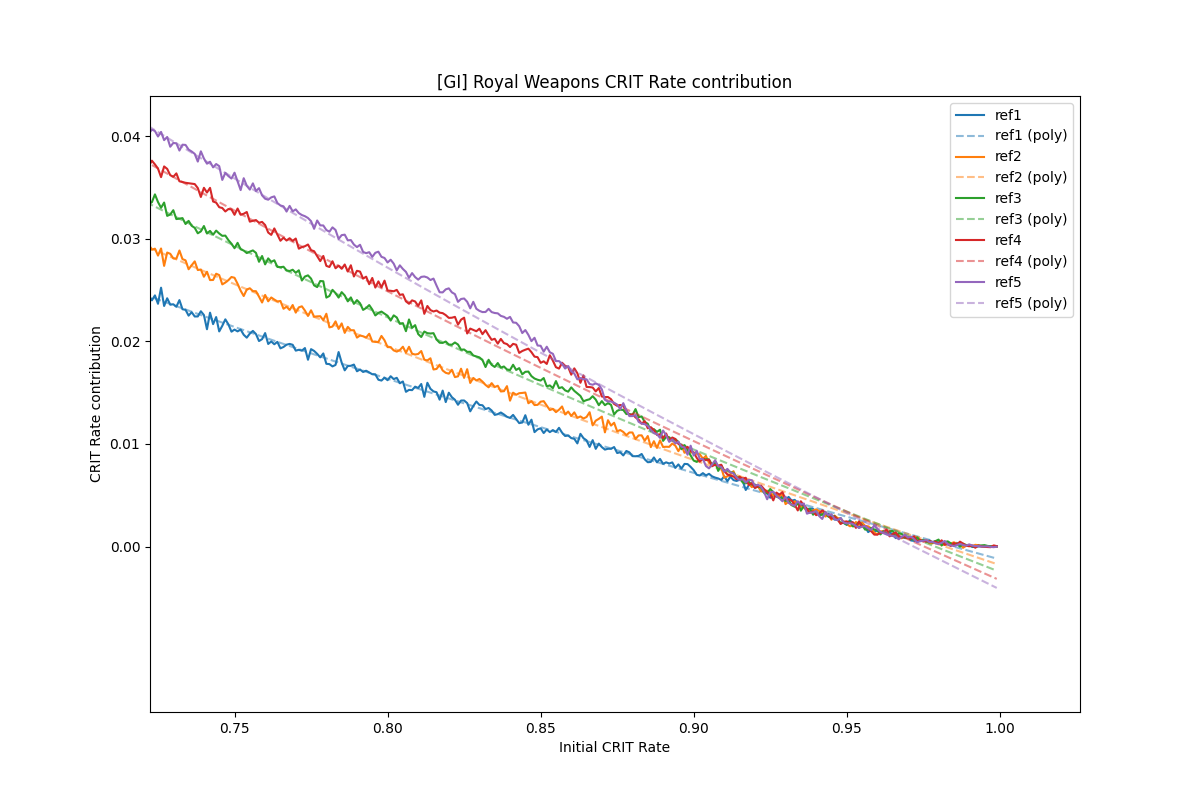 [GI] Royal Weapons CRIT Rate contribution
ref1
ref1 (poly)
ref2
ref2 (poly)
ref3
ref3 (poly)
ref4
ref4 (poly)
ref5
ref5 (poly)
0.04
0.03
0.02
0.01
0.00
CRIT Rate contribution
0.75 0.80 0.85 0.90 0.95 1.00
Initial CRIT Rate